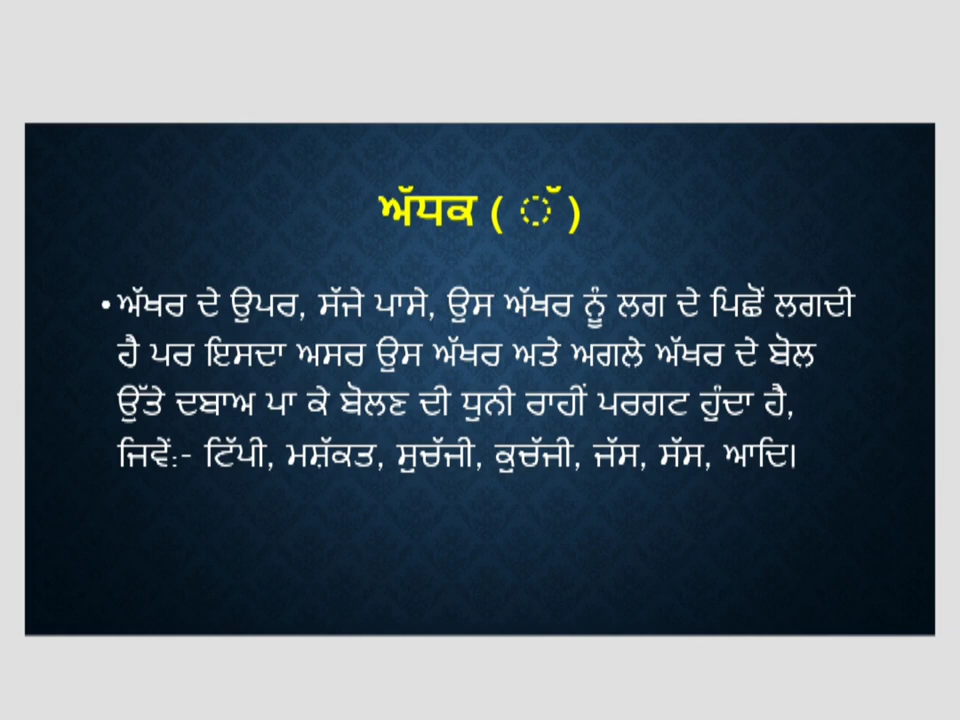 ਅੱਧਕ ( ੱ )
• ਅੱਖਰ ਦੇ ਉਪਰ, ਸੱਜੇ ਪਾਸੇ, ਉਸ ਅੱਖਰ ਨੂੰ ਲਗ ਦੇ ਪਿਛੋਂ ਲਗਦੀ
ਹੈ ਪਰ ਇਸਦਾ ਅਸਰ ਉਸ ਅੱਖਰ ਅਤੇ ਅਗਲੇ ਅੱਖਰ ਦੇ ਬੋਲ
ਉੱਤੇ ਦਬਾਅ ਪਾ ਕੇ ਬੋਲਣ ਦੀ ਧੁਨੀ ਰਾਹੀਂ ਪਰਗਟ ਹੁੰਦਾ ਹੈ,
ਜਿਵੇਂ:- ਟਿੱਪੀ, ਮਸ਼ੱਕਤ, ਸੁਚੱਜੀ, ਕੁਚੱਜੀ, ਜੱਸ, ਸੱਸ, ਆਦਿ।